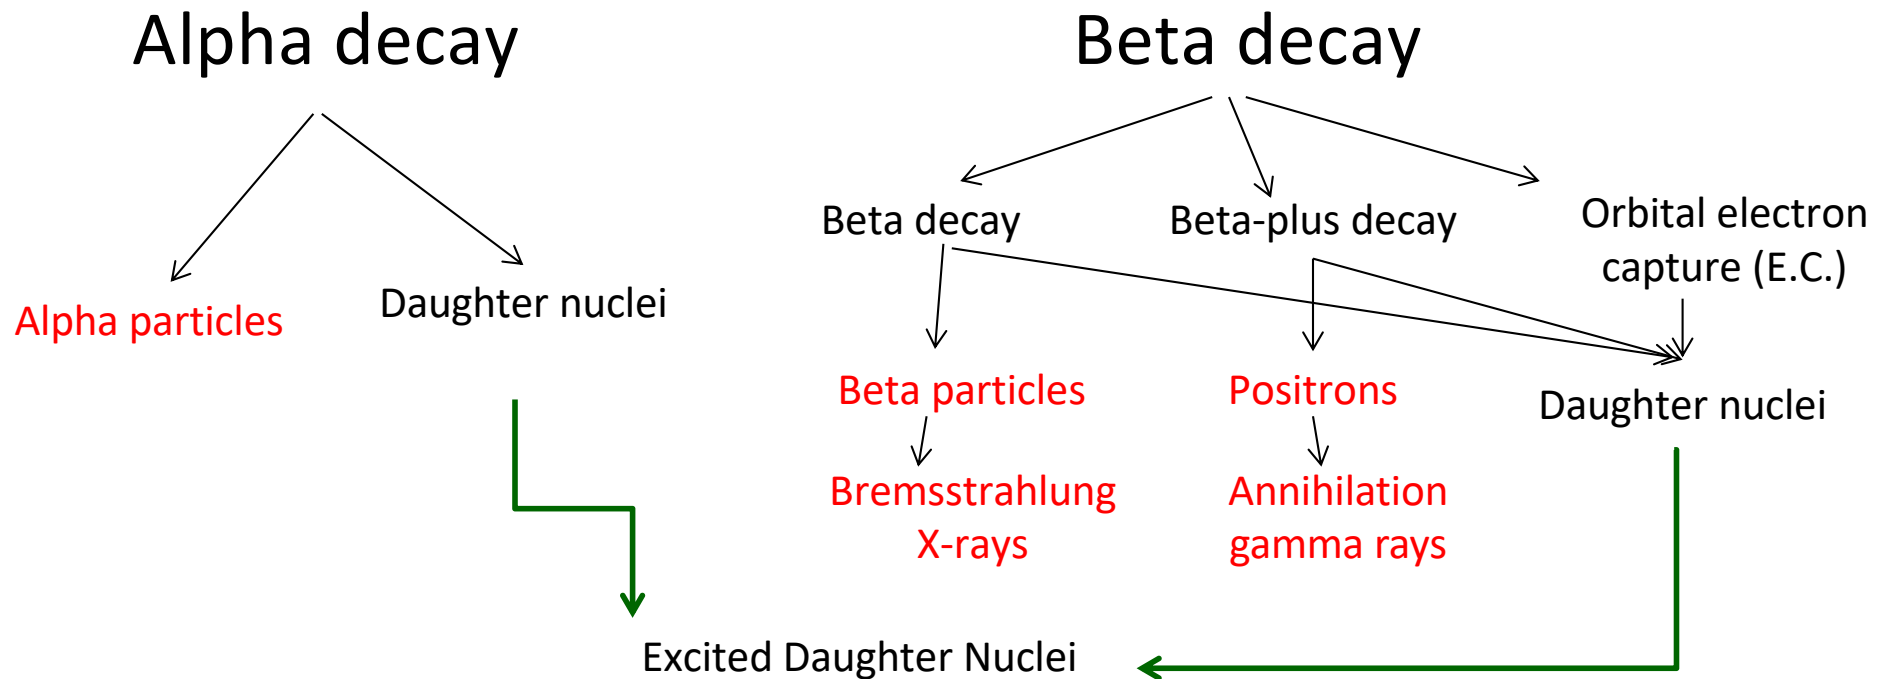 Alpha decay
Beta decay
Beta decay
Beta-plus decay
Orbital electron
capture (E.C.)
Alpha particles
Daughter nuclei
Beta particles
Positrons
Daughter nuclei
Bremsstrahlung
X-rays
Annihilation
gamma rays
Excited Daughter Nuclei